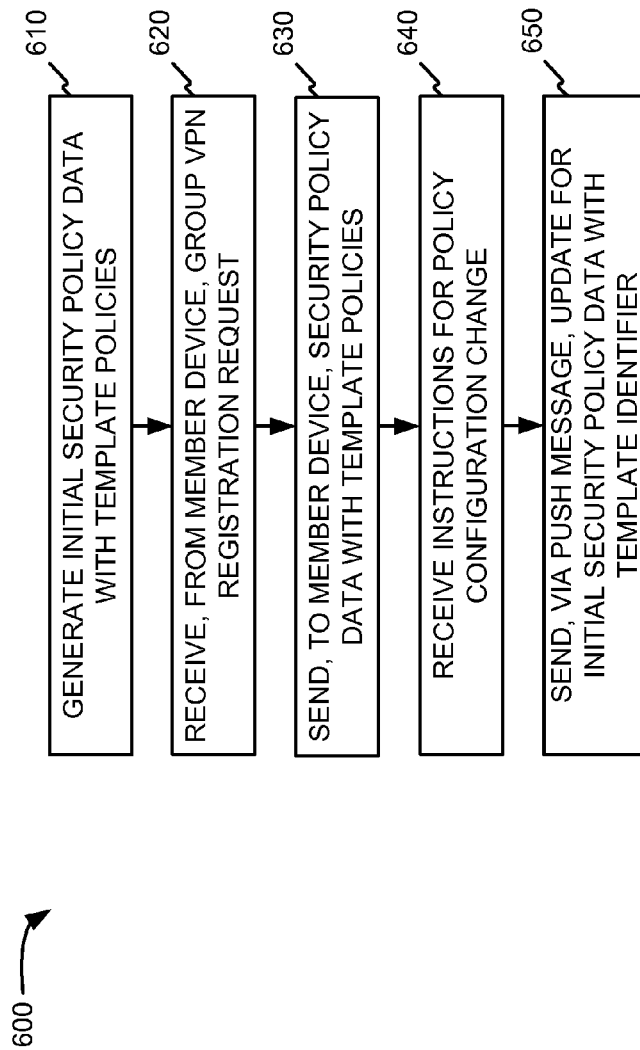 600
610
GENERATE INITIAL SECURITY POLICY DATA
WITH TEMPLATE POLICIES
620
RECEIVE, FROM MEMBER DEVICE, GROUP VPN
REGISTRATION REQUEST
630
SEND, TO MEMBER DEVICE, SECURITY POLICY
DATA WITH TEMPLATE POLICIES
640
RECEIVE INSTRUCTIONS FOR POLICY
CONFIGURATION CHANGE
650
SEND, VIA PUSH MESSAGE, UPDATE FOR
INITIAL SECURITY POLICY DATA WITH
TEMPLATE IDENTIFIER